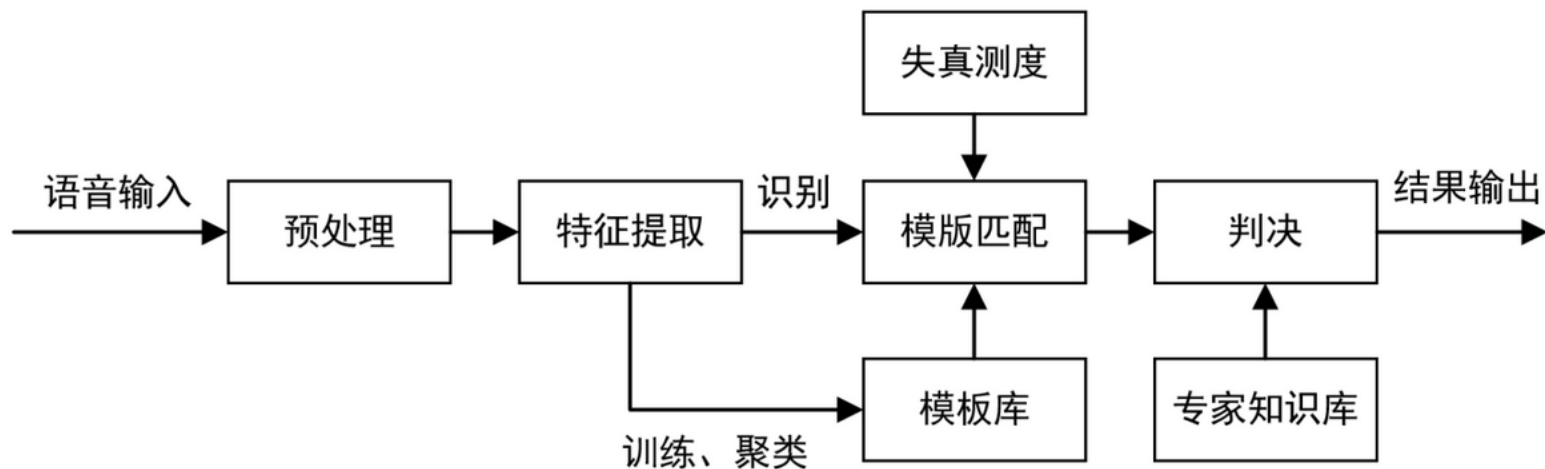 失真测度
语音输入
预处理
特征提取
识别
模版匹配
判决
结果输出
模板库
专家知识库
训练、聚类